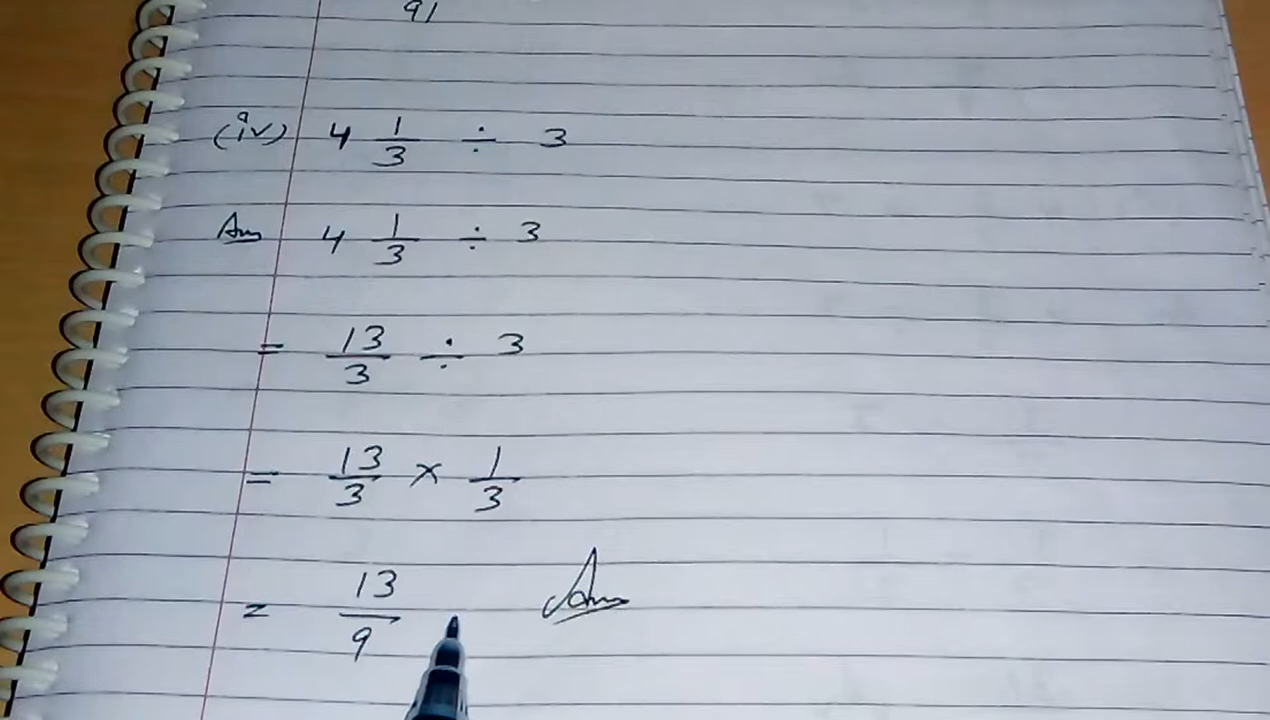 91
(iv) 4 1/3 ÷ 3
Ans 4 1/3 ÷ 3
= 13/3 ÷ 3
= 13/3 × 1/3
= 13/9 Ans